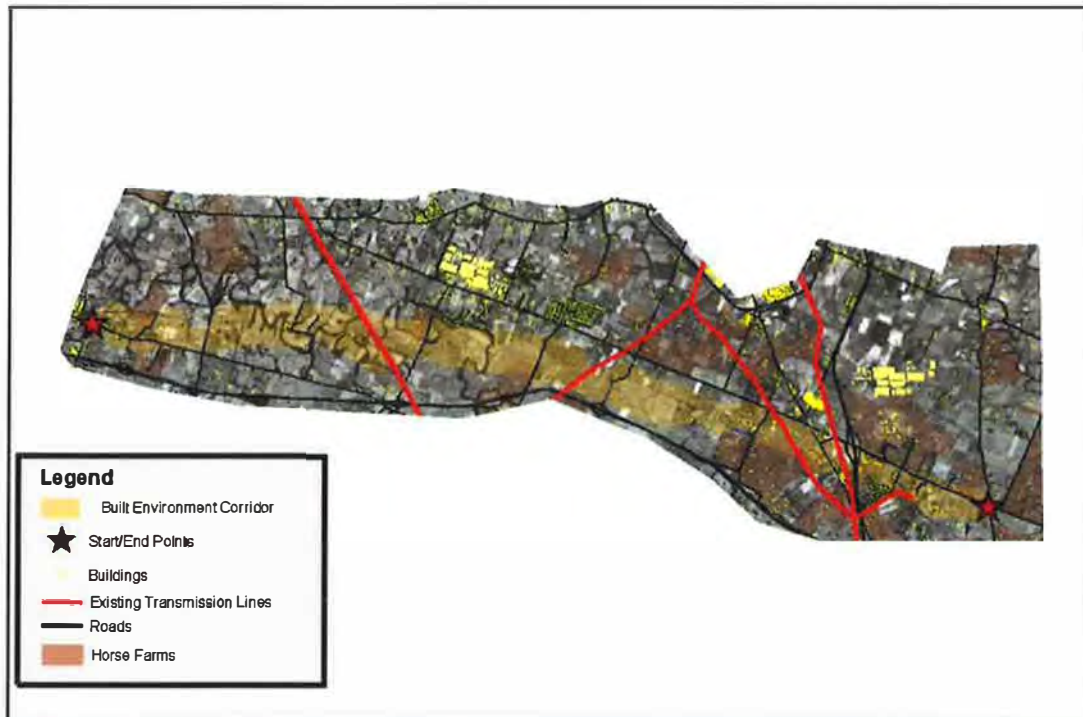 Legend
Built Environment Corridor
Start/End Points
Buildings
Existing Transmission Lines
Roads
Horse Farms